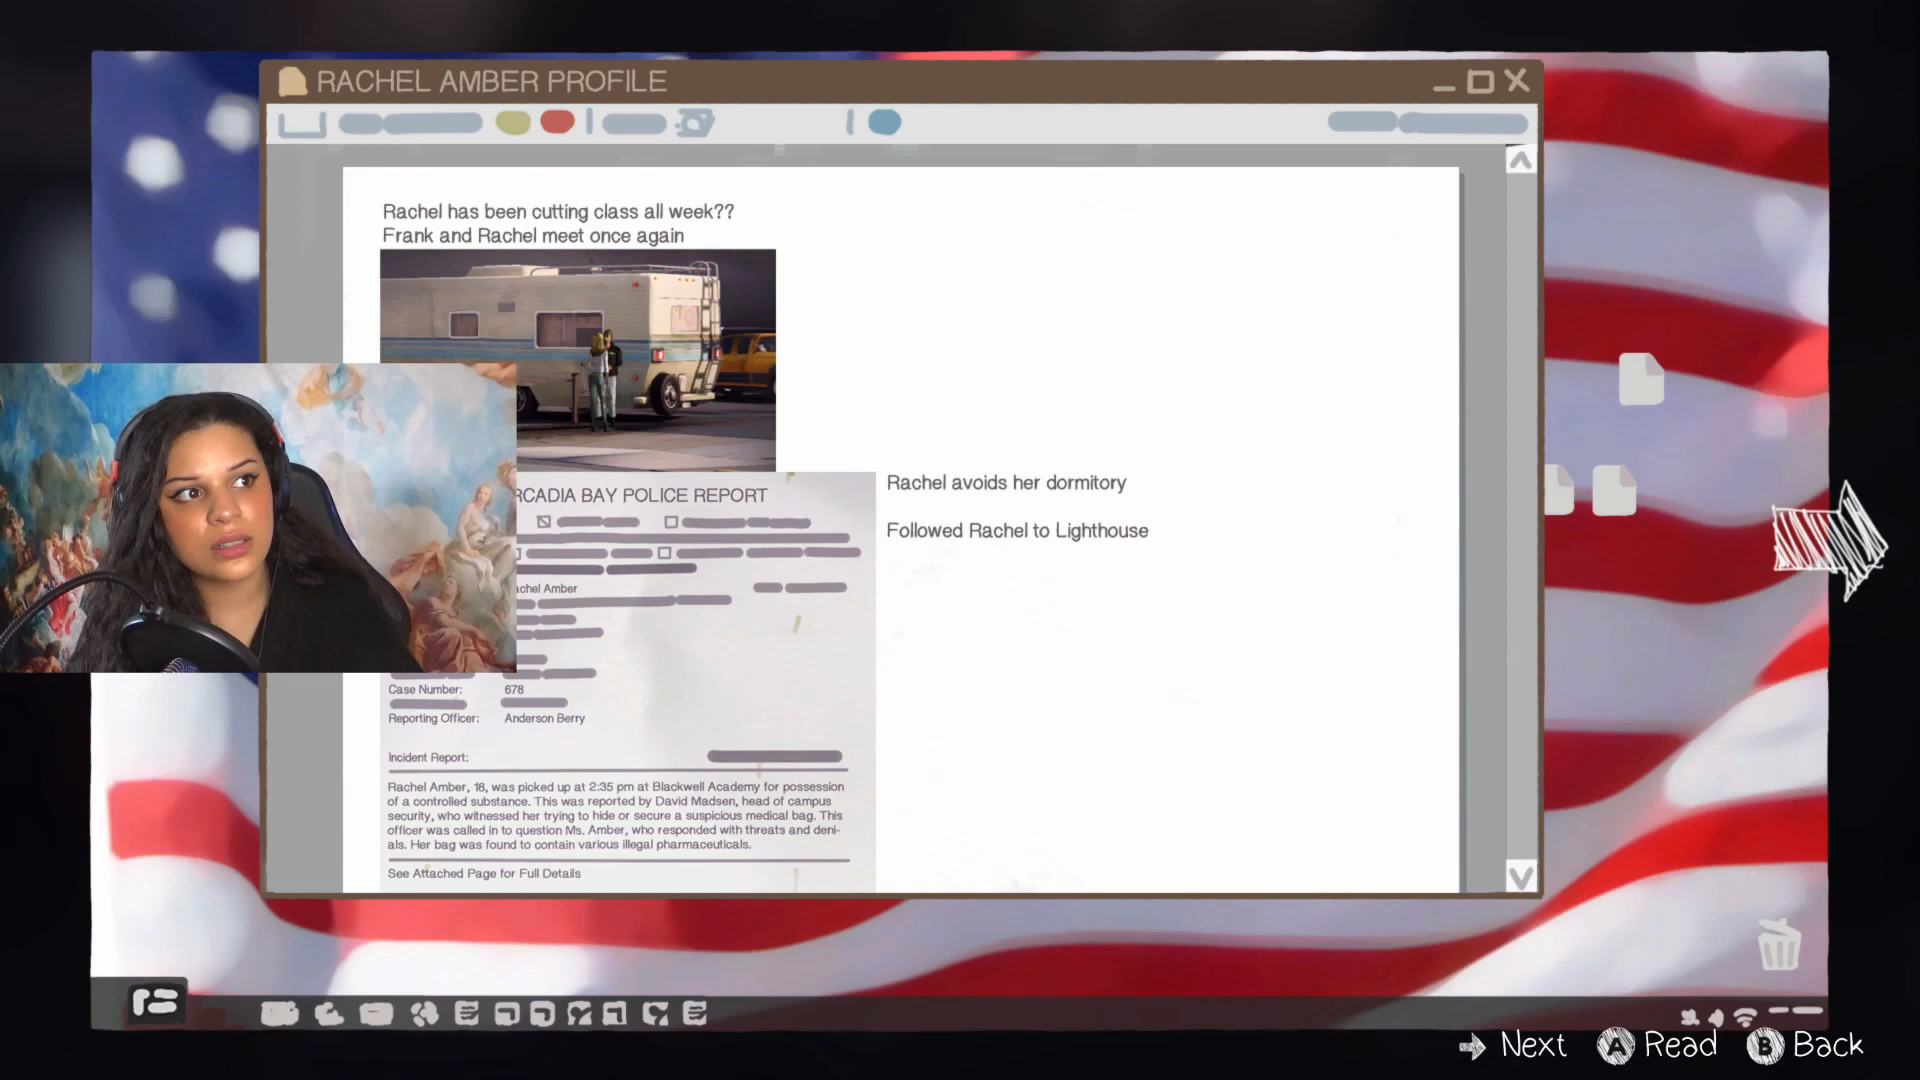 RACHEL AMBER PROFILE
Rachel has been cutting class all week??
Frank and Rachel meet once again
RCADIA BAY POLICE REPORT
Rachel avoids her dormitory
Followed Rachel to Lighthouse
chel Amber
Case Number: 678
Reporting Officer: Anderson Berry
Incident Report:
Rachel Amber, 18, was picked up at 2:35 pm at Blackwell Academy for possession
of a controlled substance. This was reported by David Madsen, head of campus
security, who witnessed her trying to hide or secure a suspicious medical bag. This
officer was called in to question Ms. Amber, who responded with threats and deni-
als. Her bag was found to contain various illegal pharmaceuticals.
See Attached Page for Full Details
Next A Read B Back